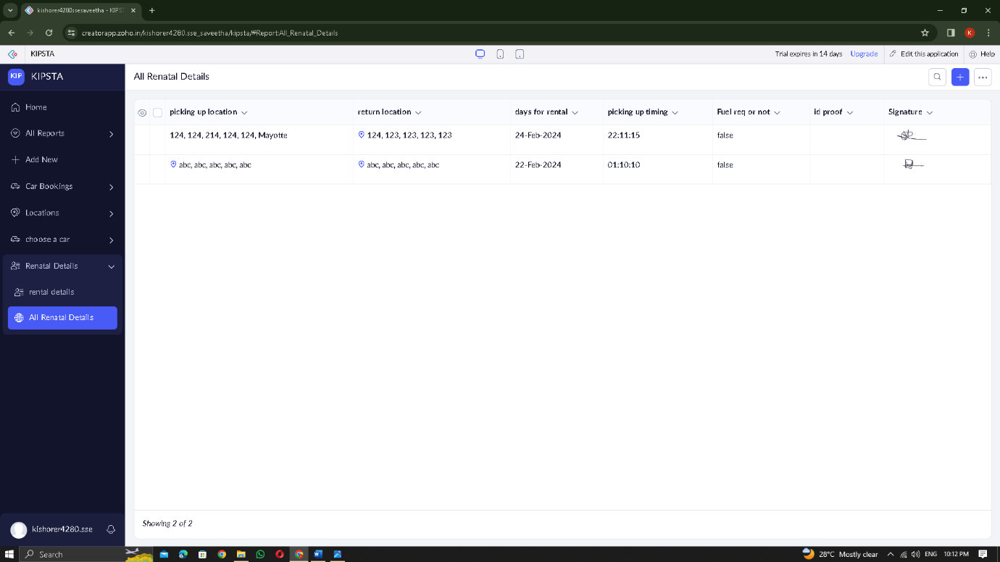 kishorer4280ssesaveetha - KIPST
creatorapp.zoho.in/kishorer4280.sse_saveetha/kipsta/#Report:All_Renatal_Details
K
KIPSTA
Trial expires in 14 days Upgrade Edit this application Help
KIP KIPSTA
Home
All Reports
Add New
Car Bookings
Locations
choose a car
Renatal Details
rental details
All Renatal Details
kishorer4280.sse
All Renatal Details
picking up location return location days for rental picking up timing Fuel req or not id proof Signature
124, 124, 214, 124, 124, Mayotte 124, 123, 123, 123, 123 24-Feb-2024 22:11:15 false
abc, abc, abc, abc, abc abc, abc, abc, abc, abc 22-Feb-2024 01:10:10 false
Showing 2 of 2
Search
28°C Mostly clear ENG 10:12 PM